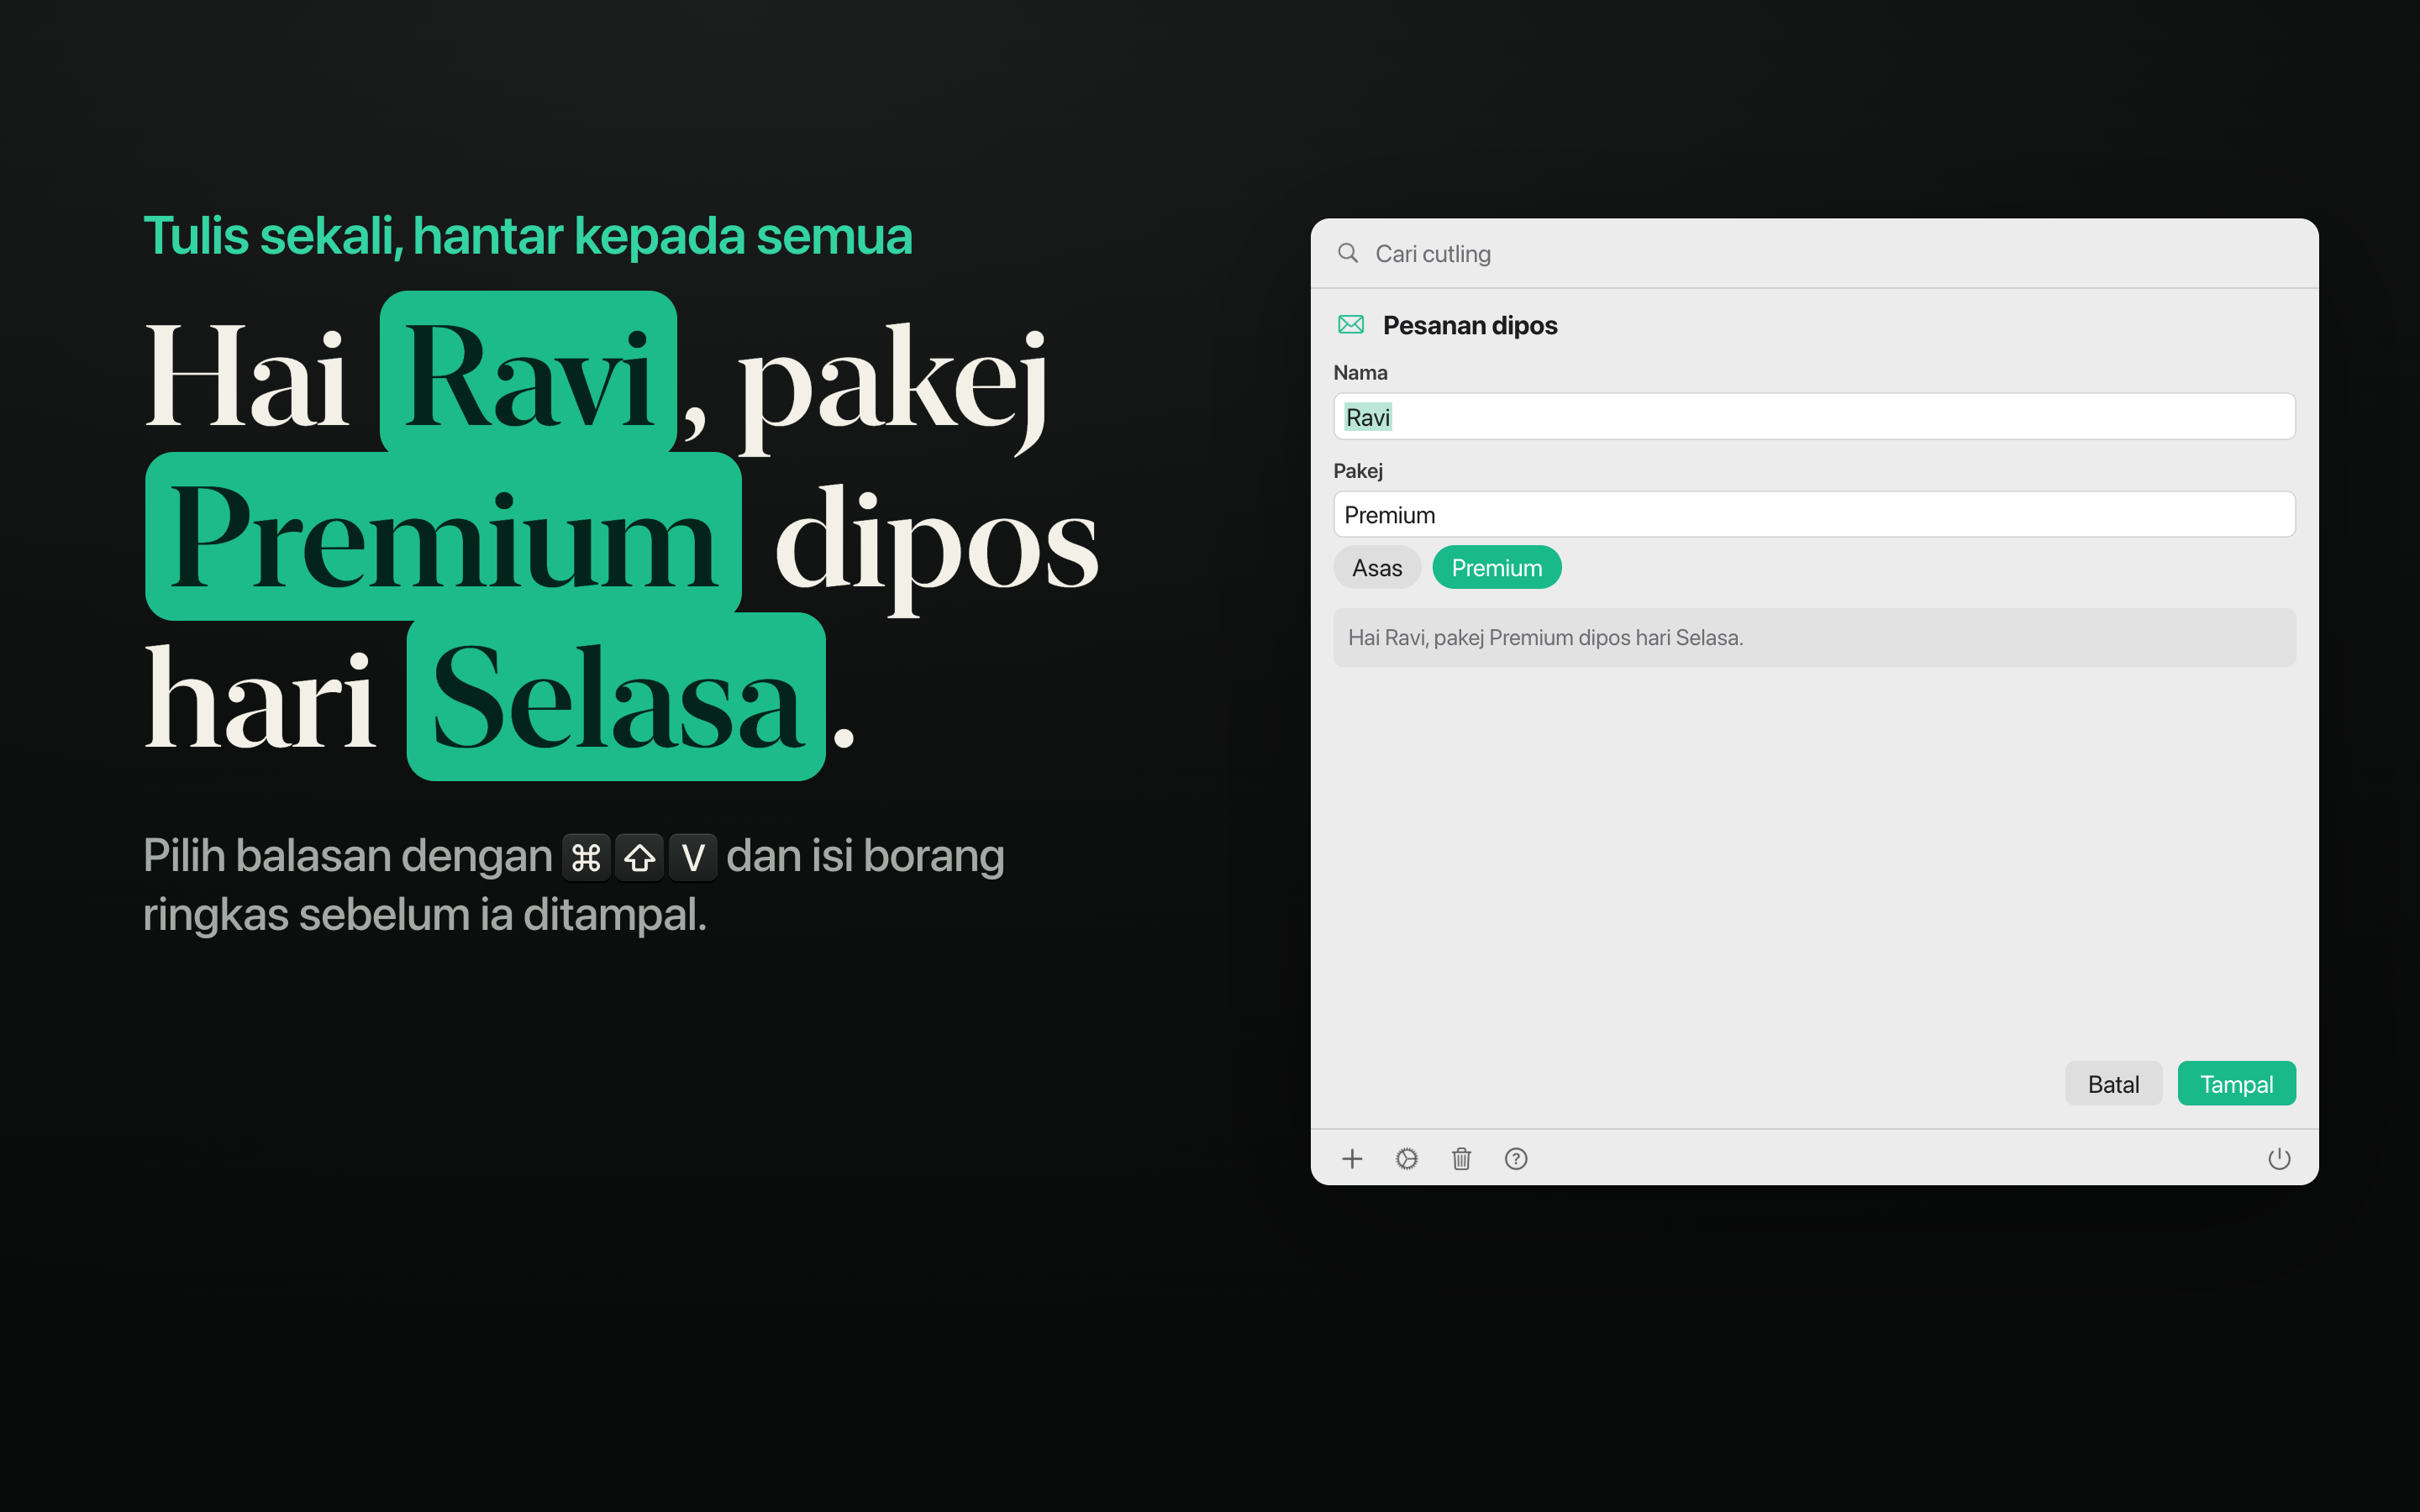 Tulis sekali, hantar kepada semua
Hai Ravi, pakej
Premium dipos
hari Selasa.
Pilih balasan dengan ⌘ ⇧ V dan isi borang
ringkas sebelum ia ditampal.
Cari cutling
Pesanan dipos
Nama
Ravi
Pakej
Premium
Asas Premium
Hai Ravi, pakej Premium dipos hari Selasa.
Batal Tampal